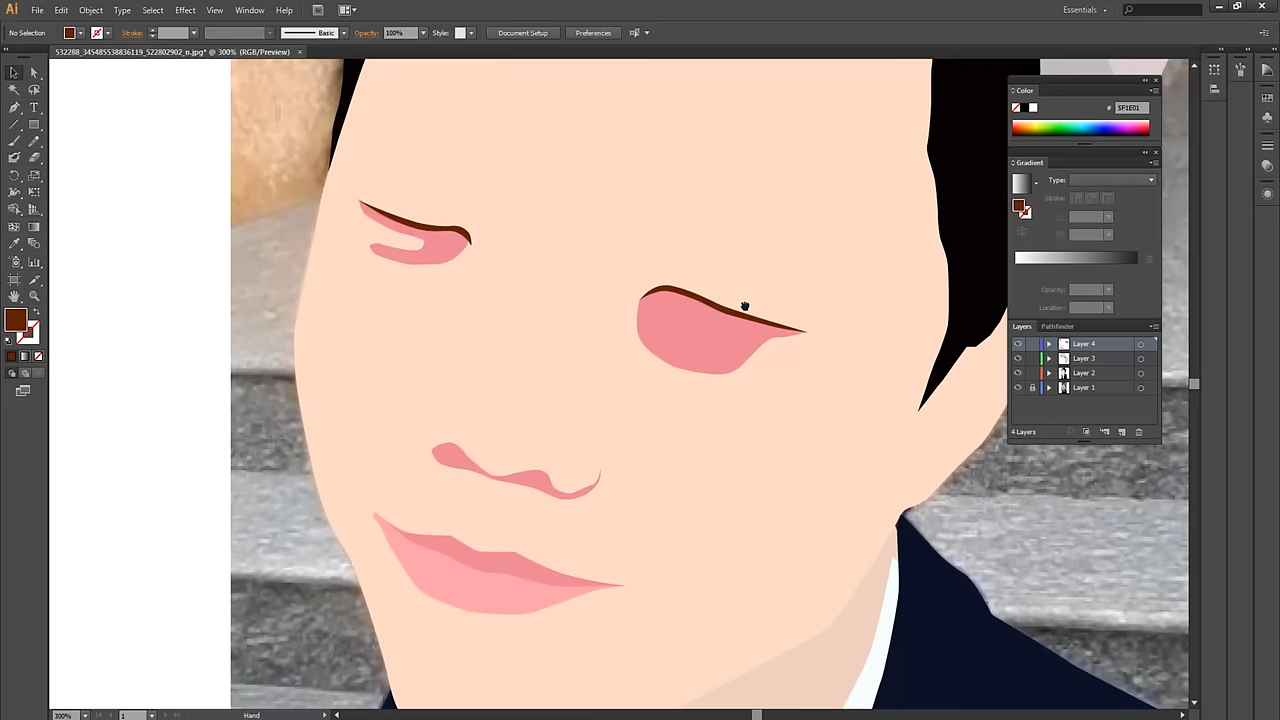 Ai File Edit Object Type Select Effect View Window Help Essentials
No Selection Stroke: Basic Opacity: 100% Style: Document Setup Preferences
532288_345485538836119_522802902_n.jpg* @ 300% (RGB/Preview) ×
Color
# 5F1E01
Gradient
Type:
Stroke:
Opacity:
Location:
Layers Pathfinder
Layer 4
Layer 3
Layer 2
Layer 1
4 Layers
300% 1 Hand